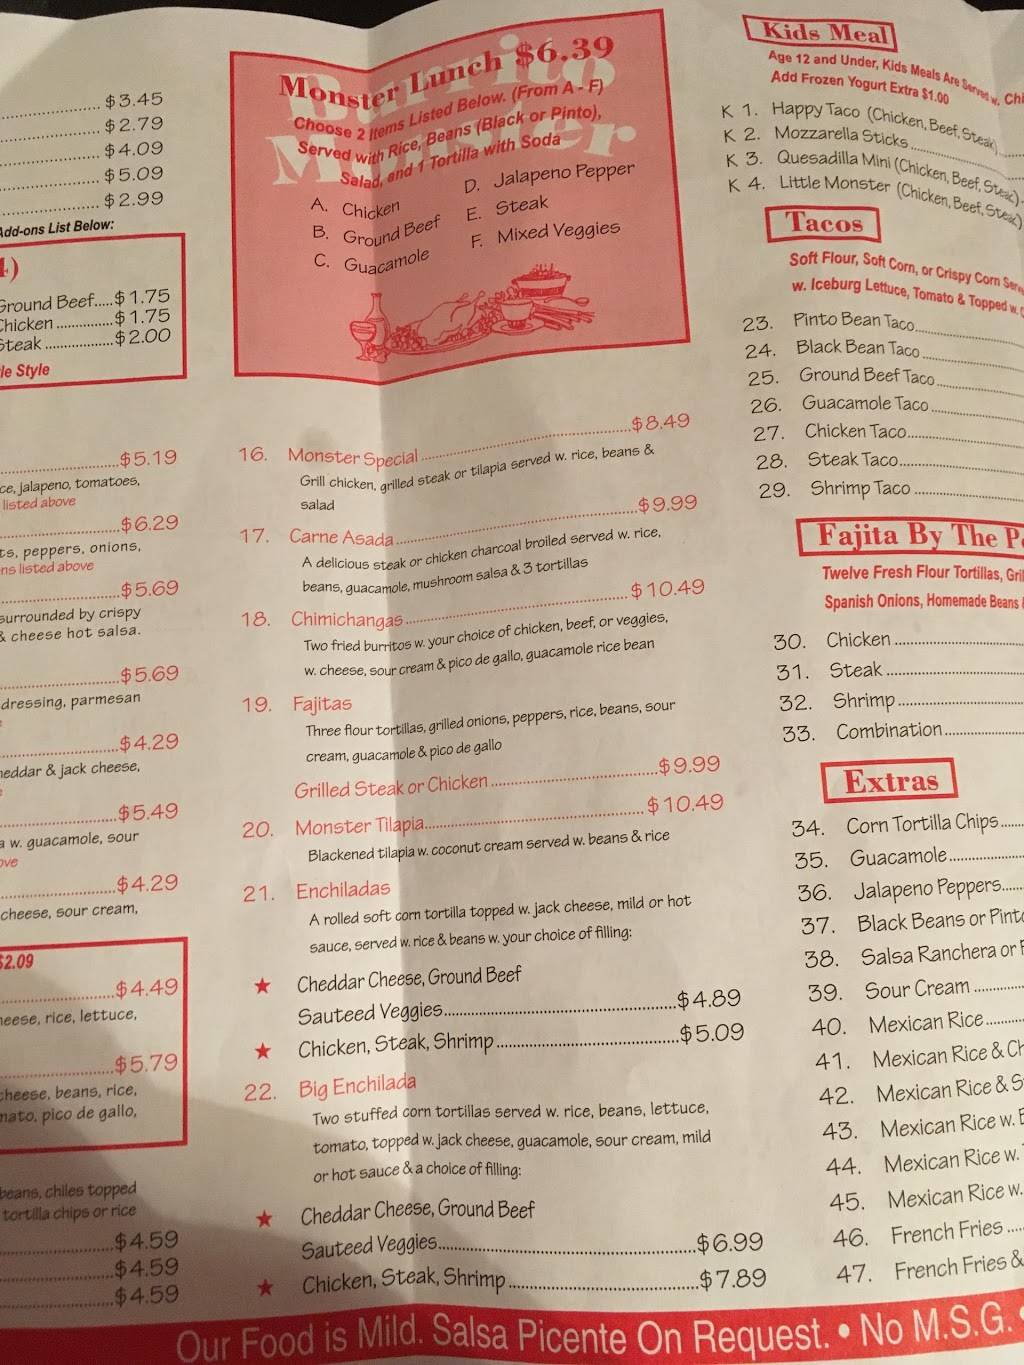 $3.45
$2.79
$4.09
$5.09
$2.99
Add-ons List Below:
Ground Beef.....$1.75
Chicken...............$1.75
Steak..................$2.00
Style
$5.19
jalapeno, tomatoes,
listed above
$6.29
peppers, onions,
listed above
$5.69
surrounded by crispy
& cheese hot salsa.
$5.69
dressing, parmesan
$4.29
& jack cheese,
$5.49
w. guacamole, sour
$4.29
cheese, sour cream,
$2.09
$4.49
rice, lettuce,
$5.79
cheese, beans, rice,
pico de gallo,
beans, chiles topped
tortilla chips or rice
$4.59
$4.59
$4.59
Burrito
Monster
Monster Lunch $6.39
Choose 2 Items Listed Below. (From A - F)
Served with Rice, Beans (Black or Pinto),
Salad, and 1 Tortilla with Soda
A. Chicken
B. Ground Beef
C. Guacamole
D. Jalapeno Pepper
E. Steak
F. Mixed Veggies
16. Monster Special $8.49
Grill chicken, grilled steak or tilapia served w. rice, beans &
salad
17. Carne Asada $9.99
A delicious steak or chicken charcoal broiled served w. rice,
beans, guacamole, mushroom salsa & 3 tortillas
18. Chimichangas $10.49
Two fried burritos w. your choice of chicken, beef, or veggies,
w. cheese, sour cream & pico de gallo, guacamole rice bean
19. Fajitas
Three flour tortillas, grilled onions, peppers, rice, beans, sour
cream, guacamole & pico de gallo
Grilled Steak or Chicken $9.99
20. Monster Tilapia $10.49
Blackened tilapia w. coconut cream served w. beans & rice
21. Enchiladas
A rolled soft corn tortilla topped w. jack cheese, mild or hot
sauce, served w. rice & beans w. your choice of filling:
★ Cheddar Cheese, Ground Beef
Sauteed Veggies $4.89
★ Chicken, Steak, Shrimp $5.09
22. Big Enchilada
Two stuffed corn tortillas served w. rice, beans, lettuce,
tomato, topped w. jack cheese, guacamole, sour cream, mild
or hot sauce & a choice of filling:
★ Cheddar Cheese, Ground Beef
Sauteed Veggies $6.99
★ Chicken, Steak, Shrimp $7.89
Kids Meal
Age 12 and Under, Kids Meals Are Served w. Chi
Add Frozen Yogurt Extra $1.00
K 1. Happy Taco (Chicken, Beef, Steak)
K 2. Mozzarella Sticks
K 3. Quesadilla Mini (Chicken, Beef, Steak)
K 4. Little Monster (Chicken, Beef, Steak)
Tacos
Soft Flour, Soft Corn, or Crispy Corn
w. Iceburg Lettuce, Tomato & Topped w.
23. Pinto Bean Taco
24. Black Bean Taco
25. Ground Beef Taco
26. Guacamole Taco
27. Chicken Taco
28. Steak Taco
29. Shrimp Taco
Fajita By The
Twelve Fresh Flour Tortillas,
Spanish Onions, Homemade Beans
30. Chicken
31. Steak
32. Shrimp
33. Combination
Extras
34. Corn Tortilla Chips
35. Guacamole
36. Jalapeno Peppers
37. Black Beans or
38. Salsa Ranchera or
39. Sour Cream
40. Mexican Rice
41. Mexican Rice &
42. Mexican Rice &
43. Mexican Rice w.
44. Mexican Rice w.
45. Mexican Rice w.
46. French Fries
47. French Fries &
Our Food is Mild. Salsa Picente On Request. • No M.S.G.